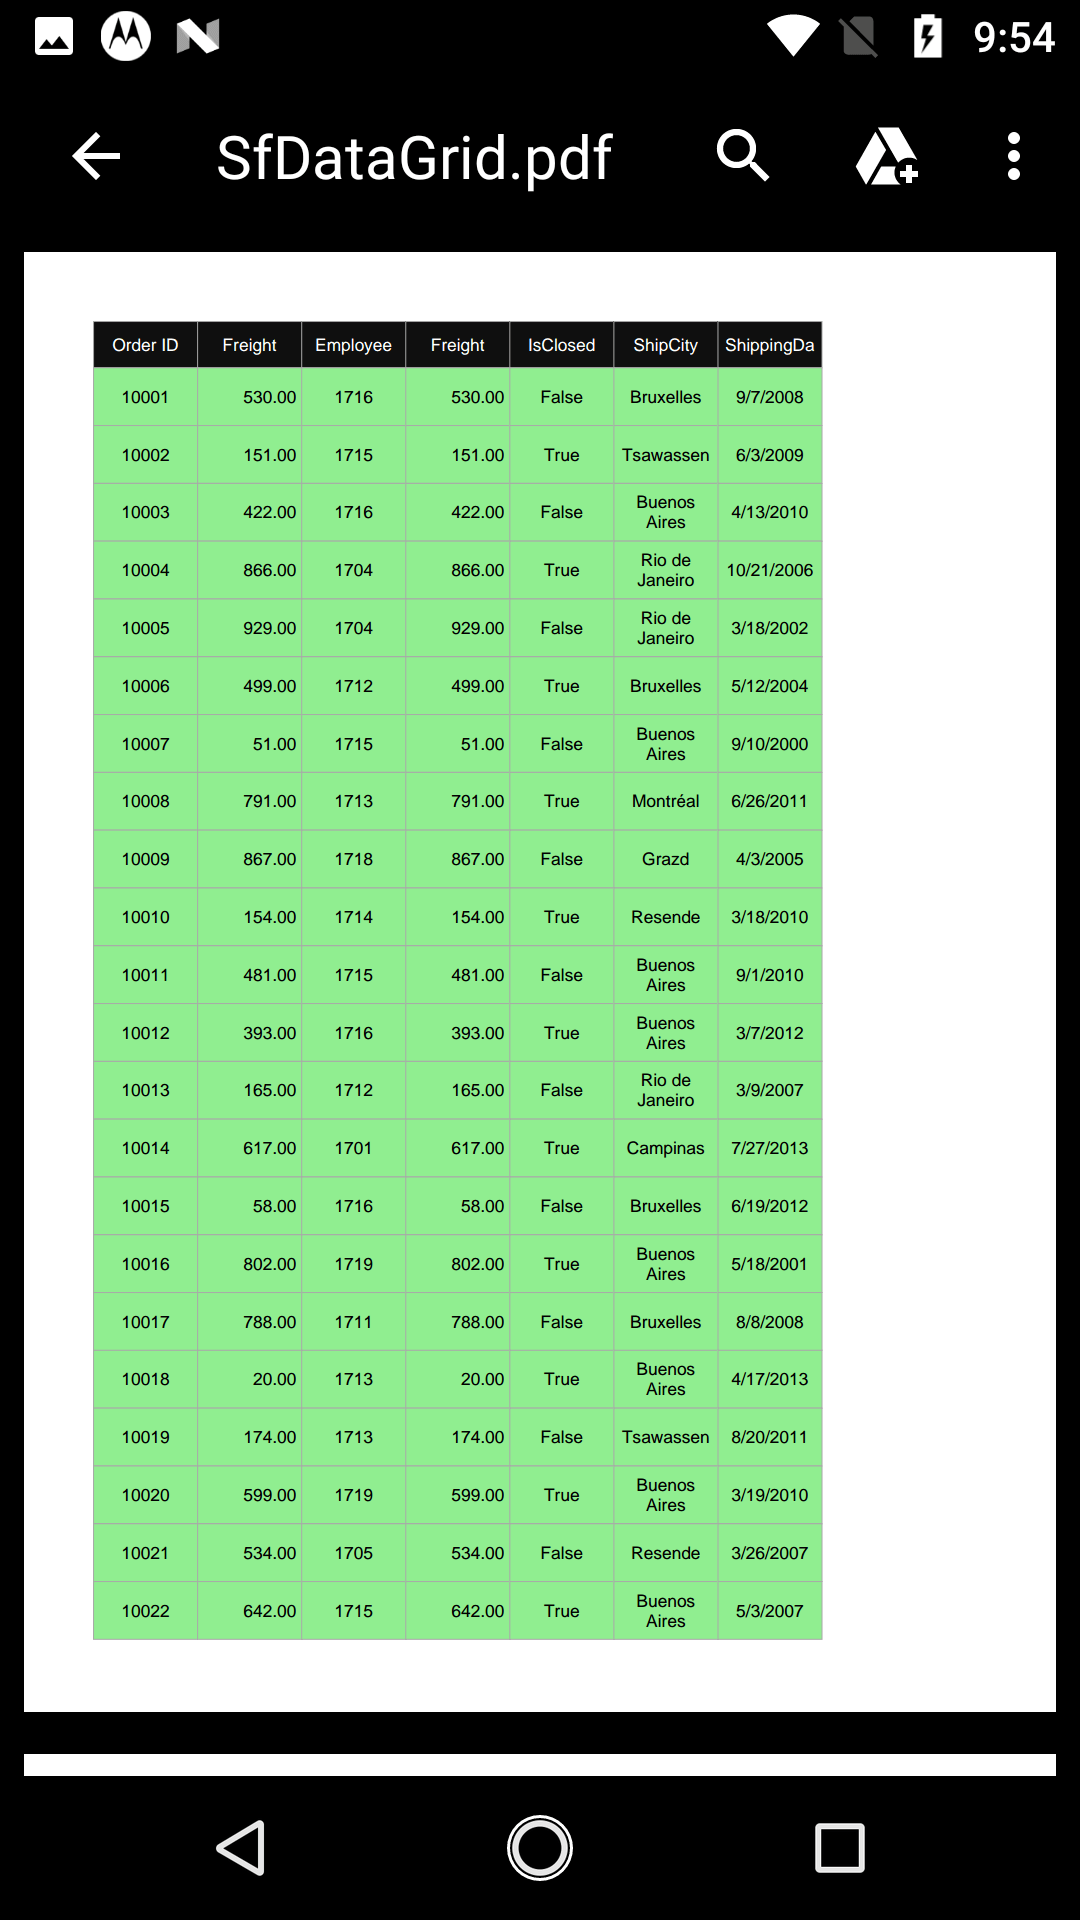 9:54
SfDataGrid.pdf
Order ID Freight Employee Freight IsClosed ShipCity ShippingDa
10001 530.00 1716 530.00 False Bruxelles 9/7/2008
10002 151.00 1715 151.00 True Tsawassen 6/3/2009
10003 422.00 1716 422.00 False Buenos Aires 4/13/2010
10004 866.00 1704 866.00 True Rio de Janeiro 10/21/2006
10005 929.00 1704 929.00 False Rio de Janeiro 3/18/2002
10006 499.00 1712 499.00 True Bruxelles 5/12/2004
10007 51.00 1715 51.00 False Buenos Aires 9/10/2000
10008 791.00 1713 791.00 True Montréal 6/26/2011
10009 867.00 1718 867.00 False Grazd 4/3/2005
10010 154.00 1714 154.00 True Resende 3/18/2010
10011 481.00 1715 481.00 False Buenos Aires 9/1/2010
10012 393.00 1716 393.00 True Buenos Aires 3/7/2012
10013 165.00 1712 165.00 False Rio de Janeiro 3/9/2007
10014 617.00 1701 617.00 True Campinas 7/27/2013
10015 58.00 1716 58.00 False Bruxelles 6/19/2012
10016 802.00 1719 802.00 True Buenos Aires 5/18/2001
10017 788.00 1711 788.00 False Bruxelles 8/8/2008
10018 20.00 1713 20.00 True Buenos Aires 4/17/2013
10019 174.00 1713 174.00 False Tsawassen 8/20/2011
10020 599.00 1719 599.00 True Buenos Aires 3/19/2010
10021 534.00 1705 534.00 False Resende 3/26/2007
10022 642.00 1715 642.00 True Buenos Aires 5/3/2007